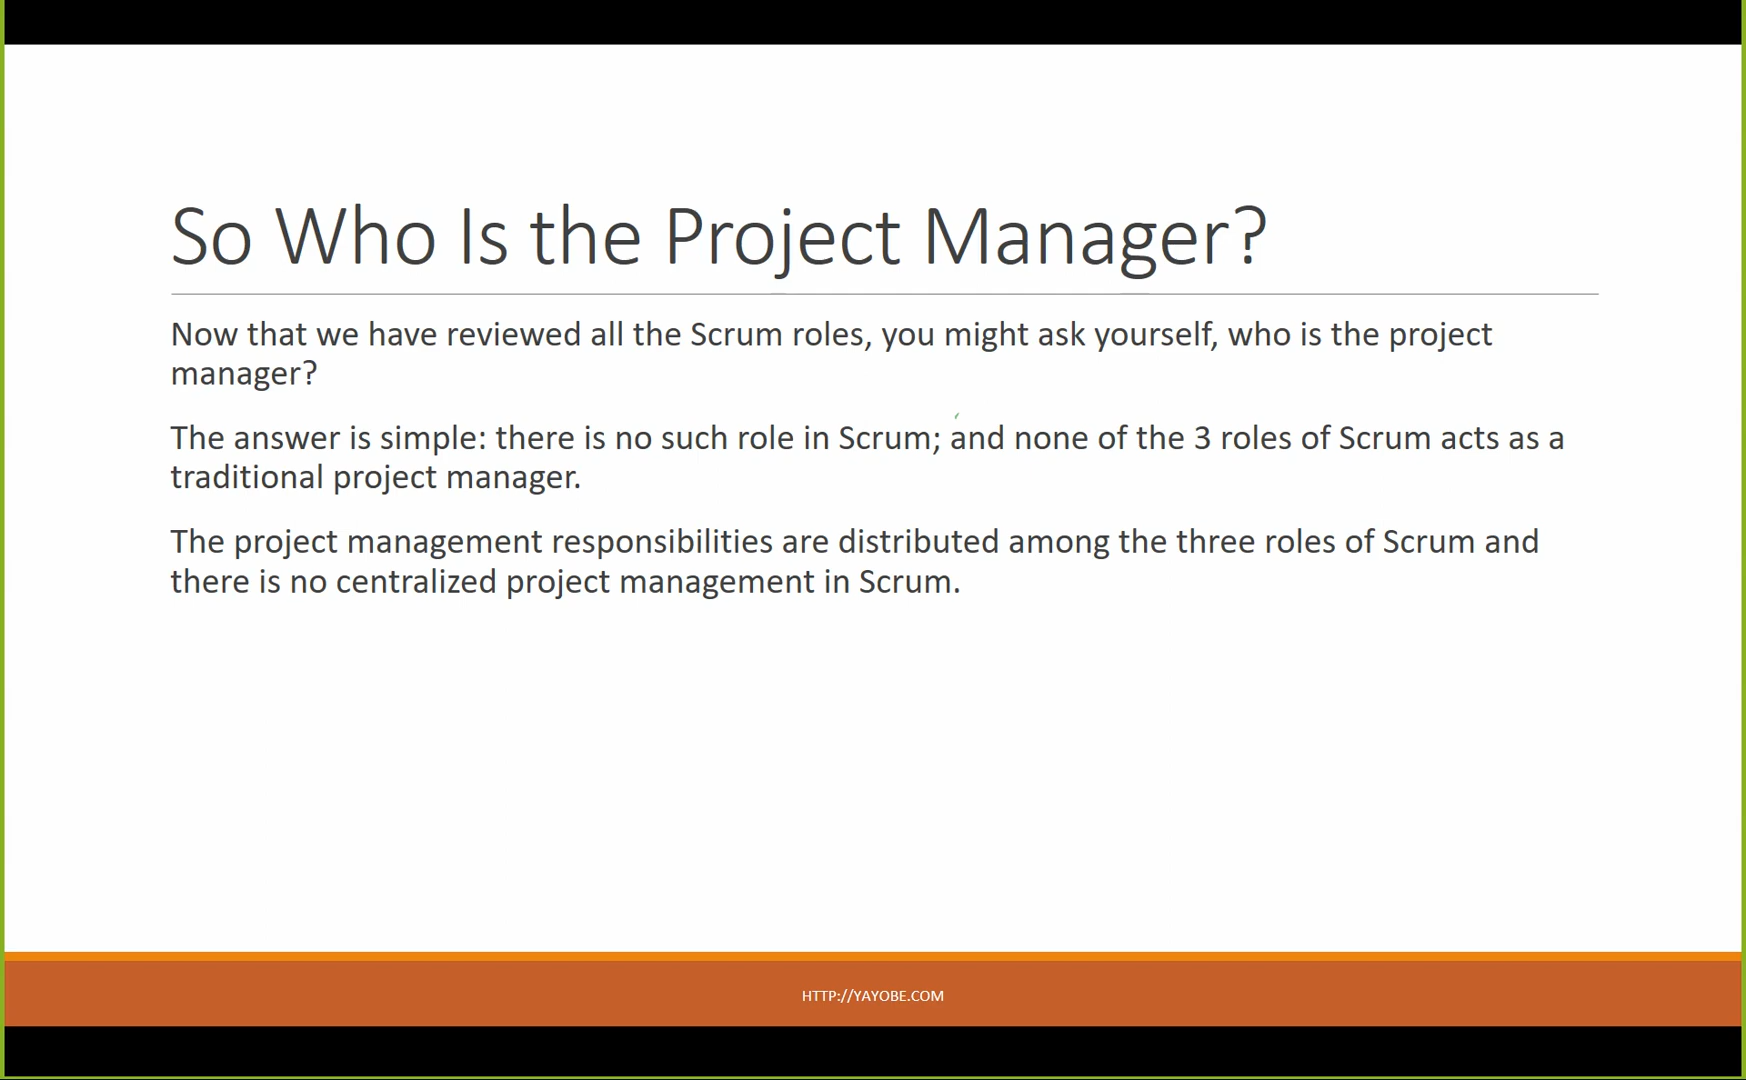 So Who Is the Project Manager?
Now that we have reviewed all the Scrum roles, you might ask yourself, who is the project
manager?
The answer is simple: there is no such role in Scrum; and none of the 3 roles of Scrum acts as a
traditional project manager.
The project management responsibilities are distributed among the three roles of Scrum and
there is no centralized project management in Scrum.
HTTP://YAYOBE.COM